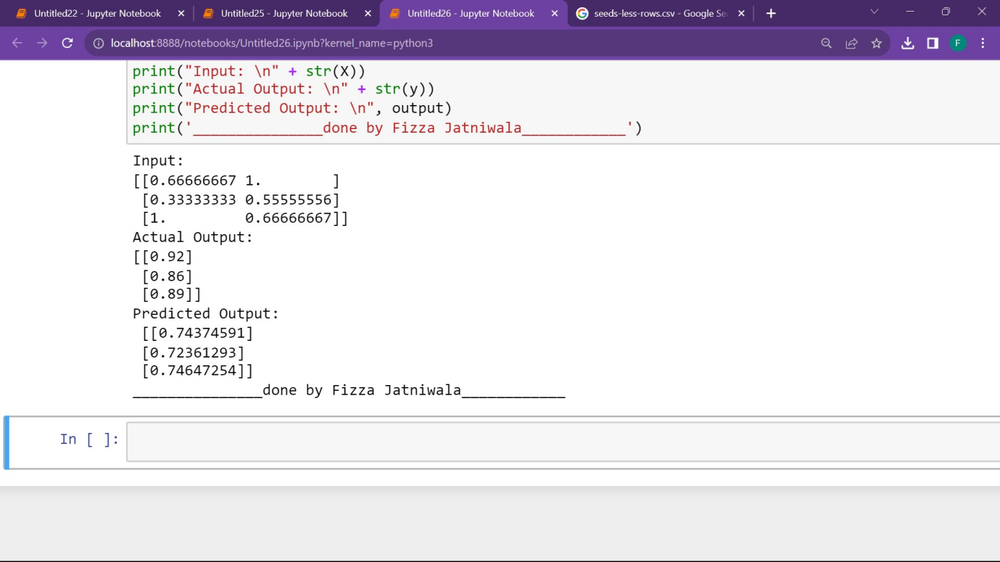 Untitled22 - Jupyter Notebook
Untitled25 - Jupyter Notebook
Untitled26 - Jupyter Notebook
seeds-less-rows.csv - Google Se
localhost:8888/notebooks/Untitled26.ipynb?kernel_name=python3
F
print("Input: \n" + str(X))
print("Actual Output: \n" + str(y))
print("Predicted Output: \n", output)
print('_______________done by Fizza Jatniwala____________')
Input:
[[0.66666667 1.        ]
 [0.33333333 0.55555556]
 [1.         0.66666667]]
Actual Output:
[[0.92]
 [0.86]
 [0.89]]
Predicted Output:
 [[0.74374591]
 [0.72361293]
 [0.74647254]]
_______________done by Fizza Jatniwala____________
In [ ]: